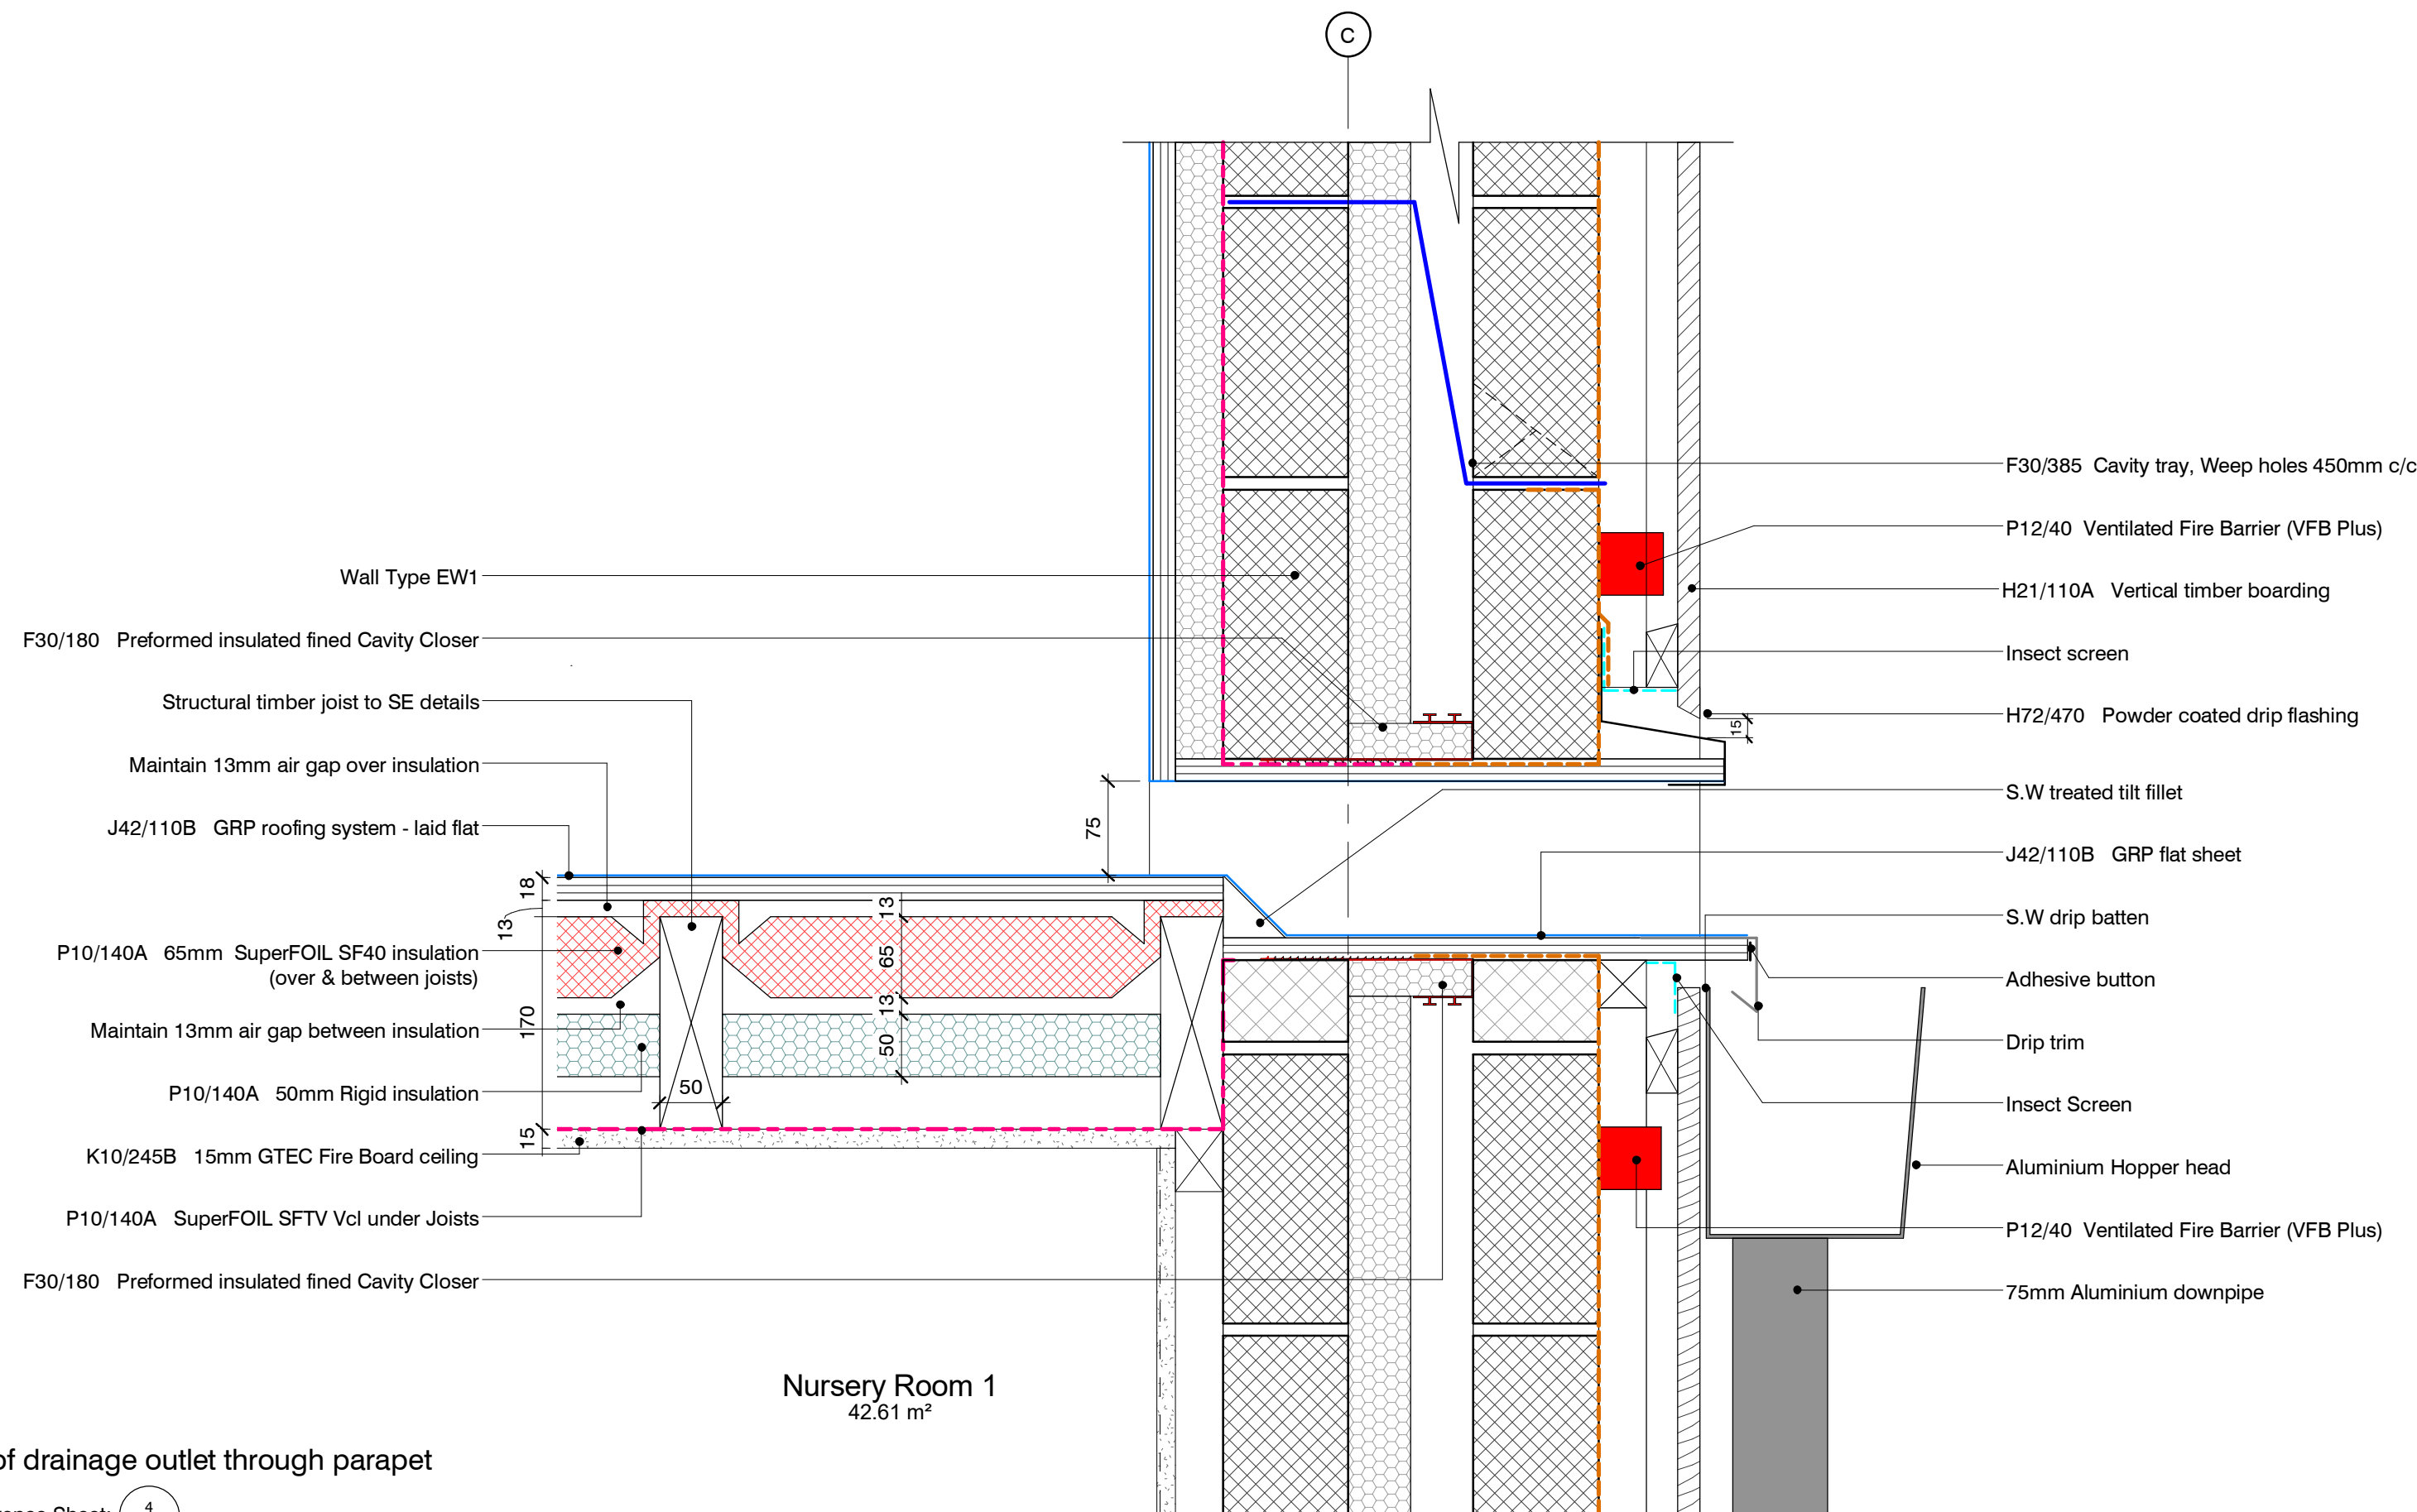 C
F30/385 Cavity tray, Weep holes 450mm c/c
P12/40 Ventilated Fire Barrier (VFB Plus)
H21/110A Vertical timber boarding
Insect screen
H72/470 Powder coated drip flashing
15
S.W treated tilt fillet
J42/110B GRP flat sheet
S.W drip batten
Adhesive button
Drip trim
Insect Screen
Aluminium Hopper head
P12/40 Ventilated Fire Barrier (VFB Plus)
75mm Aluminium downpipe
Wall Type EW1
F30/180 Preformed insulated fined Cavity Closer
Structural timber joist to SE details
Maintain 13mm air gap over insulation
J42/110B GRP roofing system - laid flat
P10/140A 65mm SuperFOIL SF40 insulation
(over & between joists)
Maintain 13mm air gap between insulation
P10/140A 50mm Rigid insulation
K10/245B 15mm GTEC Fire Board ceiling
P10/140A SuperFOIL SFTV Vcl under Joists
F30/180 Preformed insulated fined Cavity Closer
75
18
13
170
15
13
65
13
50
50
Nursery Room 1
42.61 m²
of drainage outlet through parapet
4